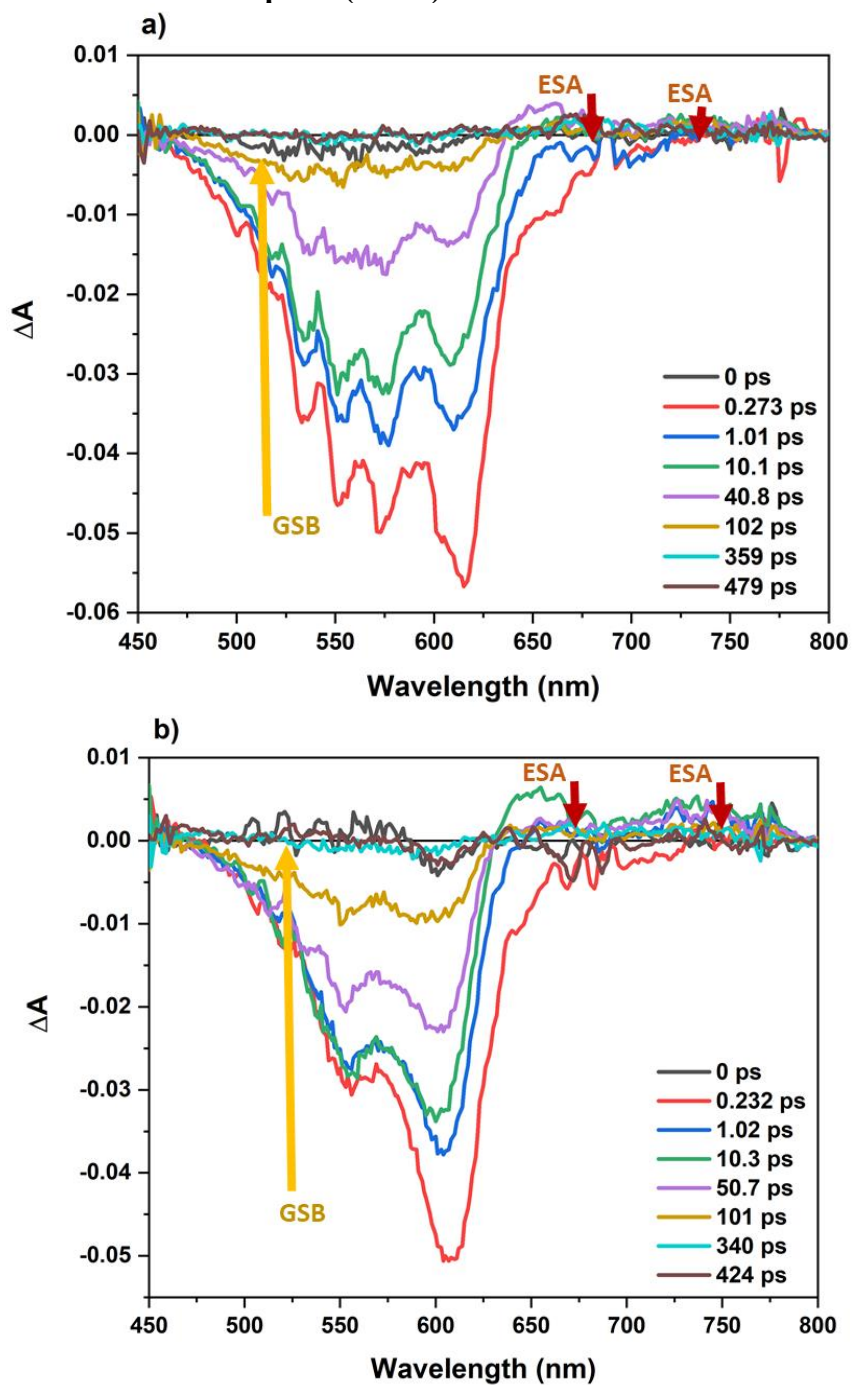 a)
0.01
ESA
ESA
0.00
-0.01
-0.02
ΔA
-0.03
0 ps
0.273 ps
-0.04
1.01 ps
10.1 ps
40.8 ps
-0.05
GSB
102 ps
359 ps
479 ps
-0.06
450 500 550 600 650 700 750 800
Wavelength (nm)
b)
0.01
ESA
ESA
0.00
-0.01
-0.02
ΔA
-0.03
0 ps
0.232 ps
1.02 ps
-0.04
10.3 ps
GSB
50.7 ps
101 ps
-0.05
340 ps
424 ps
450 500 550 600 650 700 750 800
Wavelength (nm)